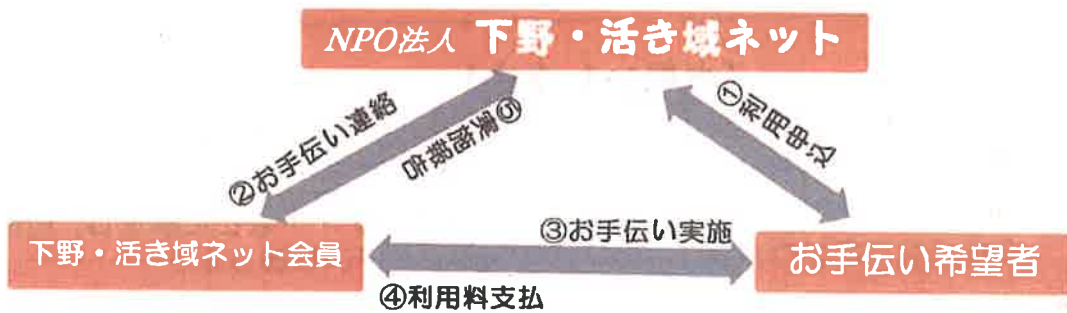 NPO法人 下野・活き域ネット
①利用申込
②お手伝い連絡
⑤実施報告
下野・活き域ネット会員
③お手伝い実施
お手伝い希望者
④利用料支払